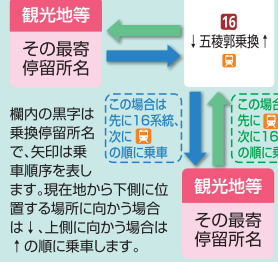 観光地等
その最寄
停留所名
16
↓五稜郭乗換↑
欄内の黒字は
乗換停留所名
で、矢印は乗
車順序を表し
ます。現在地から下側に位
置する場所に向かう場合
は↓、上側に向かう場合は
↑の順に乗車します。
この場合は
先に16系統、
次に
の順に乗車
この場合
先に
次に16
の順に乗
観光地等
その最寄
停留所名